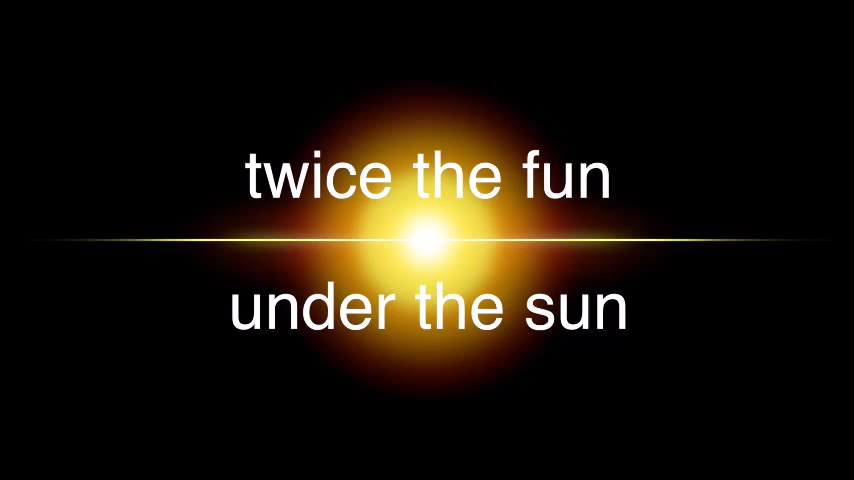 twice the fun
under the sun